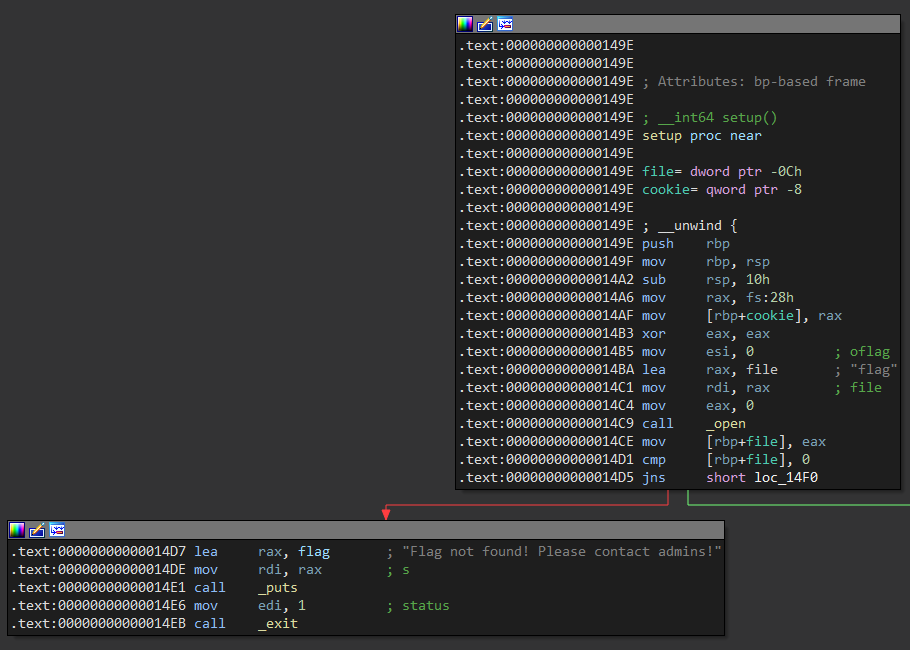 .text:000000000000149E
.text:000000000000149E
.text:000000000000149E ; Attributes: bp-based frame
.text:000000000000149E
.text:000000000000149E ; __int64 setup()
.text:000000000000149E setup proc near
.text:000000000000149E
.text:000000000000149E file= dword ptr -0Ch
.text:000000000000149E cookie= qword ptr -8
.text:000000000000149E
.text:000000000000149E ; __unwind {
.text:000000000000149E push    rbp
.text:000000000000149F mov     rbp, rsp
.text:00000000000014A2 sub     rsp, 10h
.text:00000000000014A6 mov     rax, fs:28h
.text:00000000000014AF mov     [rbp+cookie], rax
.text:00000000000014B3 xor     eax, eax
.text:00000000000014B5 mov     esi, 0          ; oflag
.text:00000000000014BA lea     rax, file       ; "flag"
.text:00000000000014C1 mov     rdi, rax        ; file
.text:00000000000014C4 mov     eax, 0
.text:00000000000014C9 call    _open
.text:00000000000014CE mov     [rbp+file], eax
.text:00000000000014D1 cmp     [rbp+file], 0
.text:00000000000014D5 jns     short loc_14F0
.text:00000000000014D7 lea     rax, flag       ; "Flag not found! Please contact admins!"
.text:00000000000014DE mov     rdi, rax        ; s
.text:00000000000014E1 call    _puts
.text:00000000000014E6 mov     edi, 1          ; status
.text:00000000000014EB call    _exit